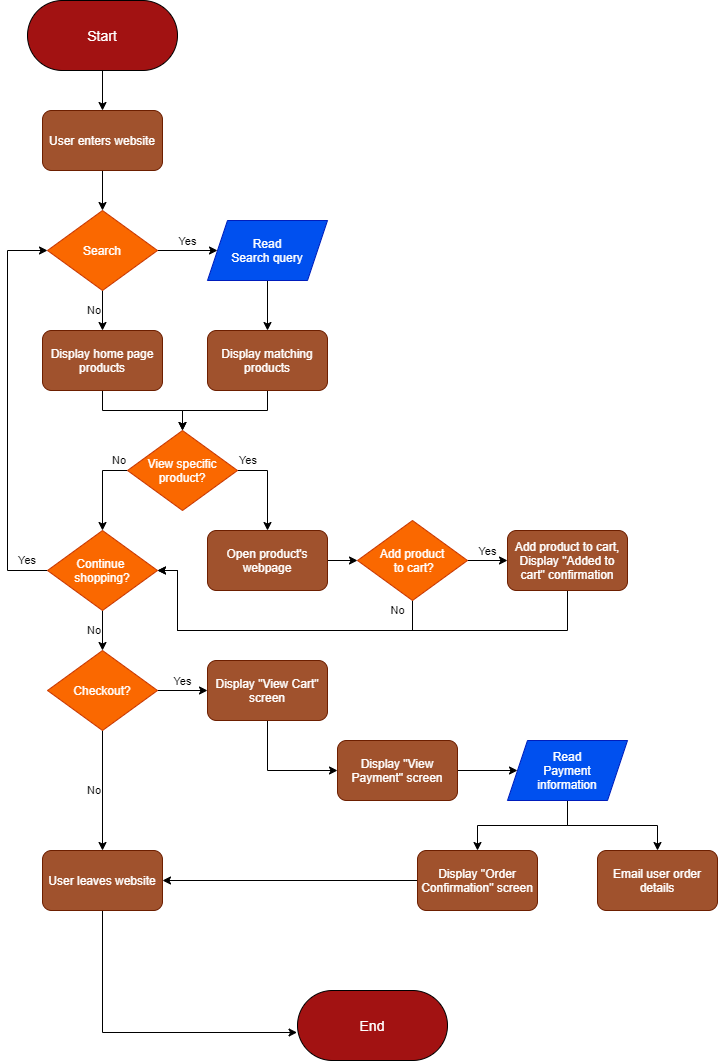 Start
User enters website
Search
Yes
Read
Search query
No
Display home page
products
Display matching
products
View specific
product?
No
Yes
Continue
shopping?
Yes
Open product's
webpage
Add product
to cart?
Yes
Add product to cart,
Display "Added to
cart" confirmation
No
No
Checkout?
Yes
Display "View Cart"
screen
Display "View
Payment" screen
Read
Payment
information
No
User leaves website
Display "Order
Confirmation" screen
Email user order
details
End